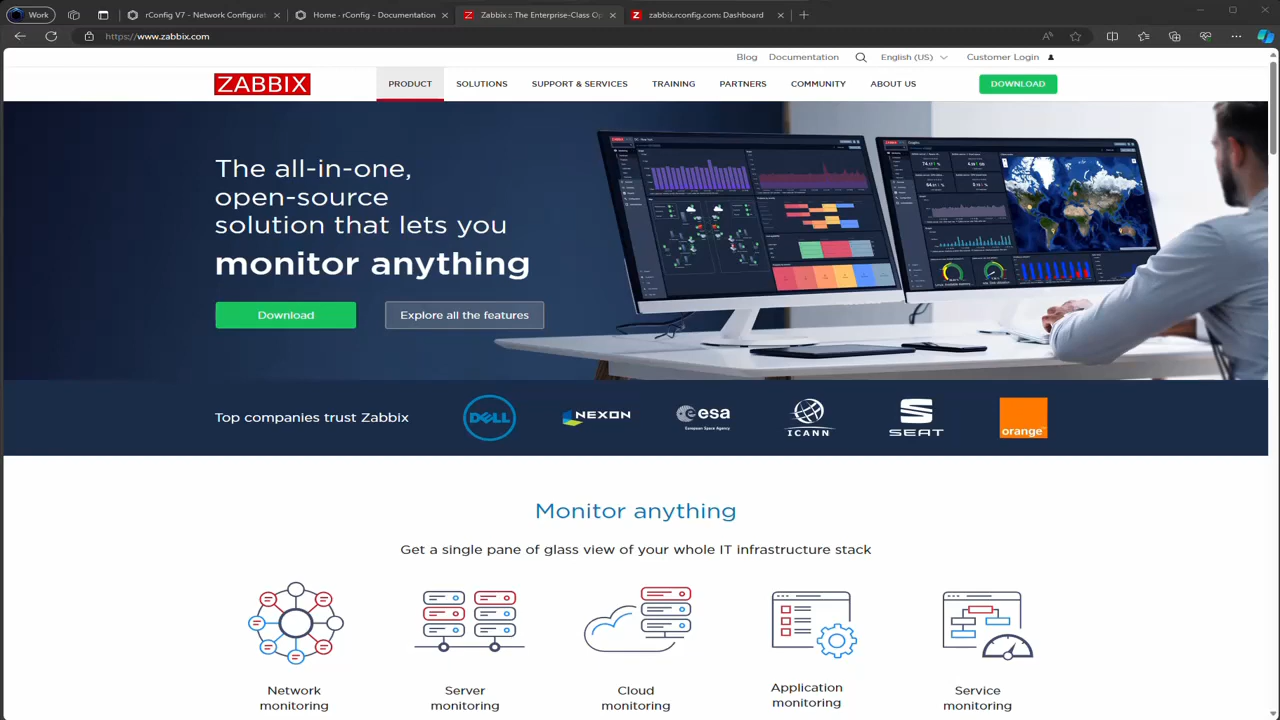 Work
rConfig V7 - Network Configurat
Home - rConfig - Documentation
Zabbix :: The Enterprise-Class Op
zabbix.rconfig.com: Dashboard
https://www.zabbix.com
Blog Documentation English (US) Customer Login
ZABBIX
PRODUCT SOLUTIONS SUPPORT & SERVICES TRAINING PARTNERS COMMUNITY ABOUT US DOWNLOAD
The all-in-one,
open-source
solution that lets you
monitor anything
Download Explore all the features
Top companies trust Zabbix
DELL
NEXON
esa
European Space Agency
ICANN
SEAT
orange
Monitor anything
Get a single pane of glass view of your whole IT infrastructure stack
Network
monitoring
Server
monitoring
Cloud
monitoring
Application
monitoring
Service
monitoring